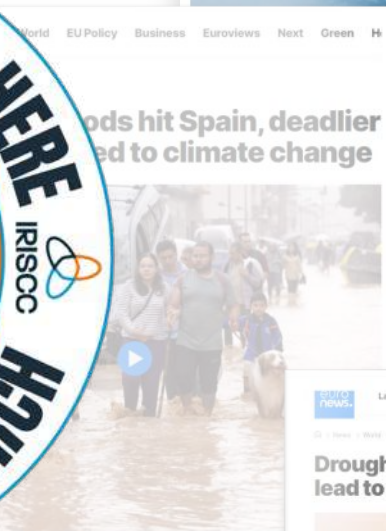 World EU Policy Business Euroviews Next Green
ods hit Spain, deadlier
ed to climate change
HERE
IRISCC
euro
news.
Drough
lead to